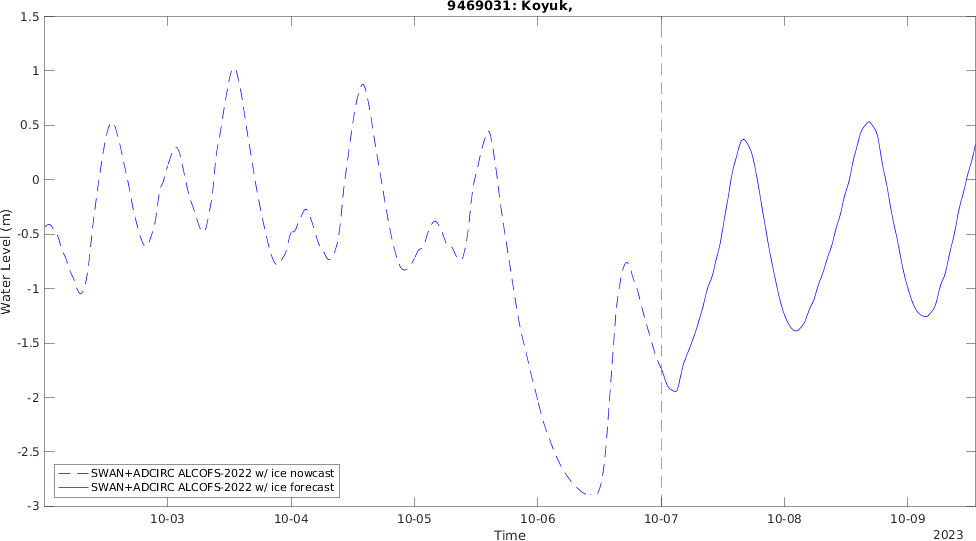 9469031: Koyuk,
1.5
1
0.5
0
-0.5
-1
-1.5
-2
-2.5
-3
Water Level (m)
SWAN+ADCIRC ALCOFS-2022 w/ ice nowcast
SWAN+ADCIRC ALCOFS-2022 w/ ice forecast
10-03 10-04 10-05 10-06 10-07 10-08 10-09
Time
2023